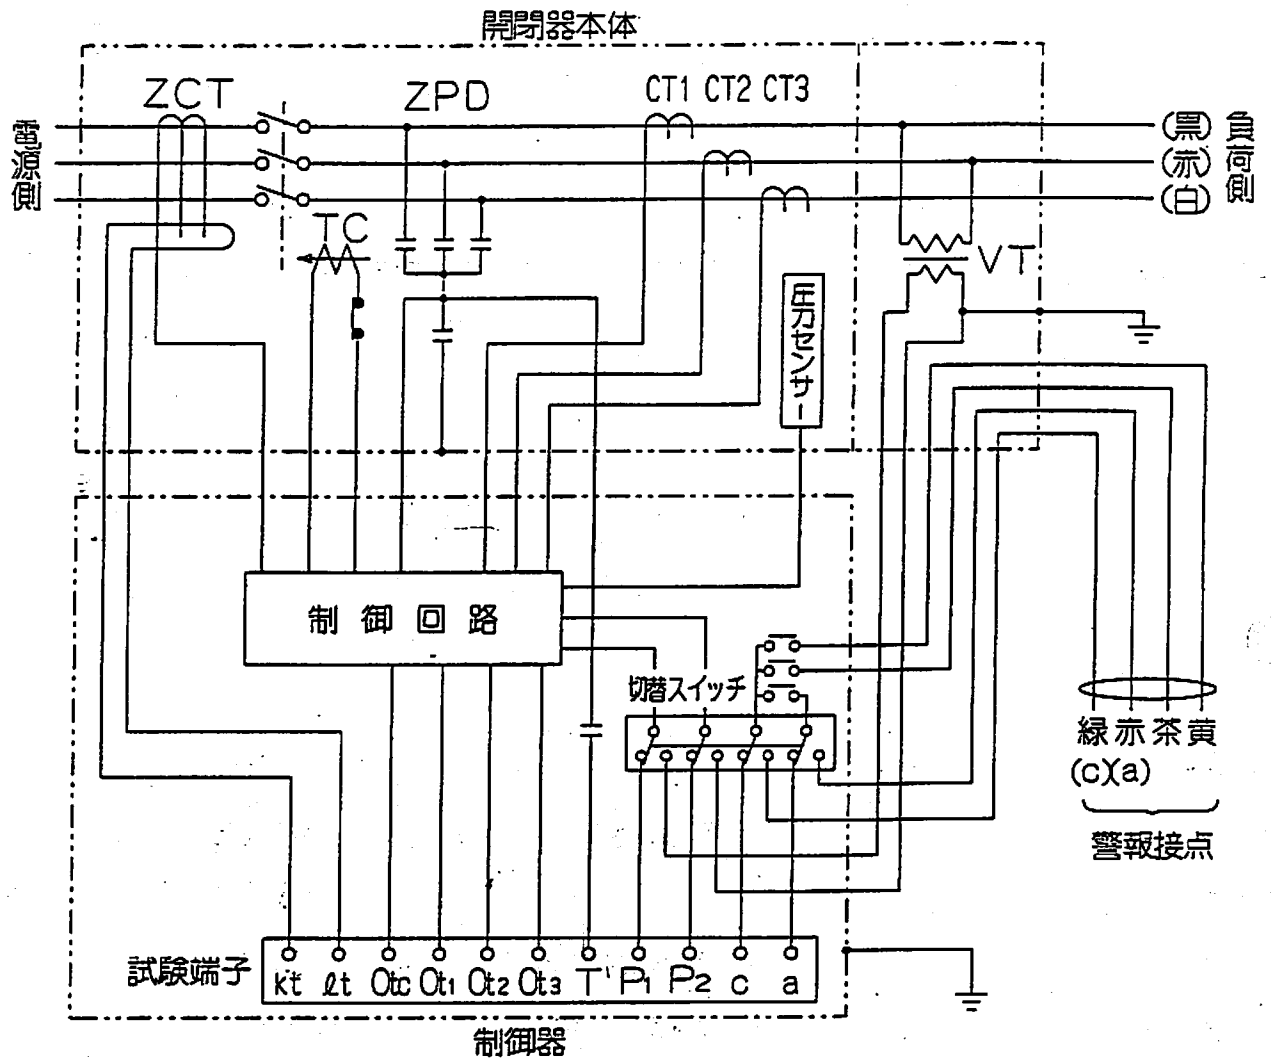 開閉器本体
ZCT
ZPD
CT1 CT2 CT3
電源側
(黒)
(赤)
(白)
負荷側
TC
VT
圧力センサー
制御回路
切替スイッチ
緑 赤 茶 黄
(c)(a)
警報接点
試験端子
kt ℓt Otc Ot1 Ot2 Ot3 T' P1 P2 c a
制御器